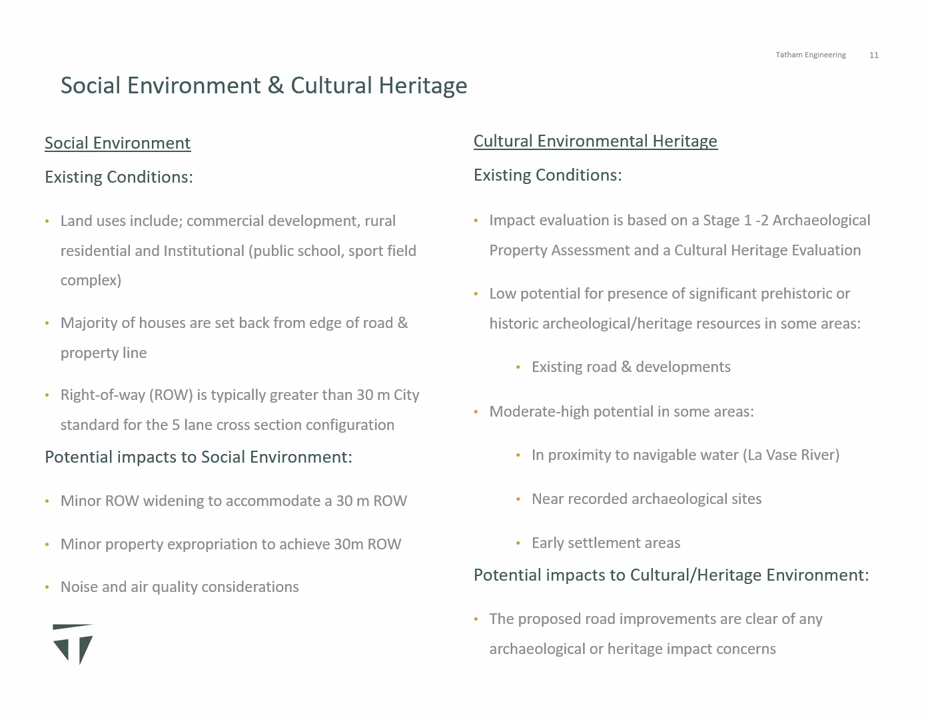 Tatham Engineering 11
Social Environment & Cultural Heritage
Social Environment
Existing Conditions:
• Land uses include; commercial development, rural
residential and Institutional (public school, sport field
complex)
• Majority of houses are set back from edge of road &
property line
• Right-of-way (ROW) is typically greater than 30 m City
standard for the 5 lane cross section configuration
Potential impacts to Social Environment:
• Minor ROW widening to accommodate a 30 m ROW
• Minor property expropriation to achieve 30m ROW
• Noise and air quality considerations
Cultural Environmental Heritage
Existing Conditions:
• Impact evaluation is based on a Stage 1 -2 Archaeological
Property Assessment and a Cultural Heritage Evaluation
• Low potential for presence of significant prehistoric or
historic archeological/heritage resources in some areas:
• Existing road & developments
• Moderate-high potential in some areas:
• In proximity to navigable water (La Vase River)
• Near recorded archaeological sites
• Early settlement areas
Potential impacts to Cultural/Heritage Environment:
• The proposed road improvements are clear of any
archaeological or heritage impact concerns